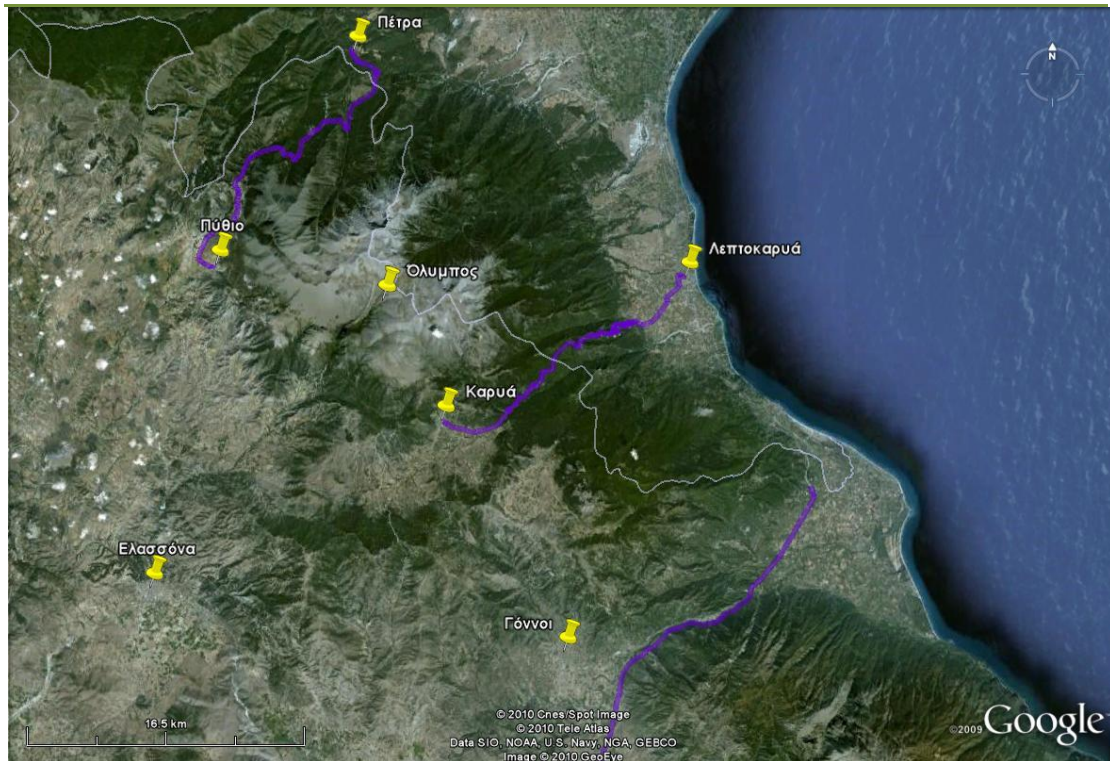 Πέτρα
N
Πύθιο
Λεπτοκαρυά
Όλυμπος
Καρυά
Ελασσόνα
Γόννοι
16.5 km
© 2010 Cnes/Spot Image
© 2010 Tele Atlas
Data SIO, NOAA, U.S. Navy, NGA, GEBCO
Image © 2010 GeoEye
©2009 Google